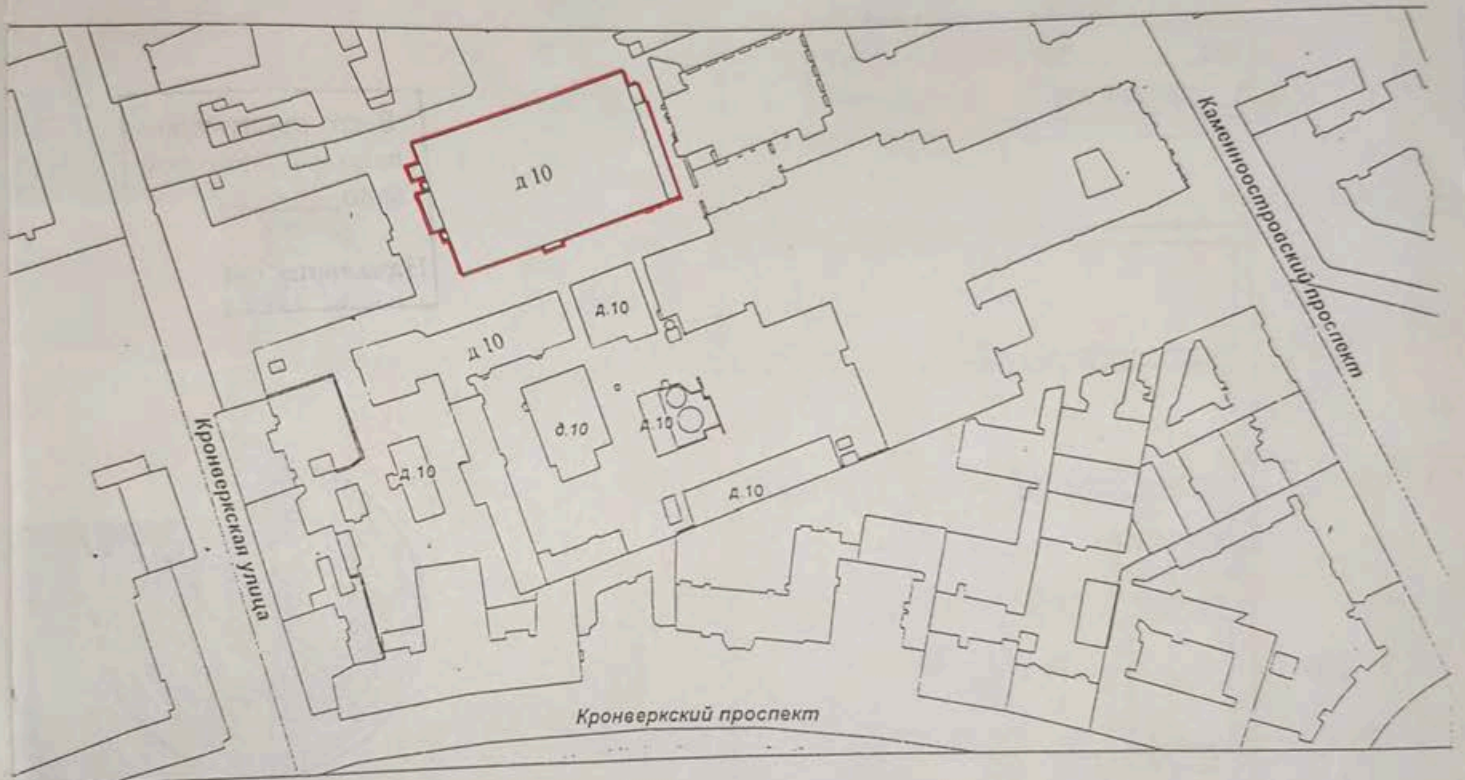 д 10
Каменноостровский проспект
д.10
д 10
д.10
д.10
д.10
д.10
Кронверкская улица
Кронверкский проспект